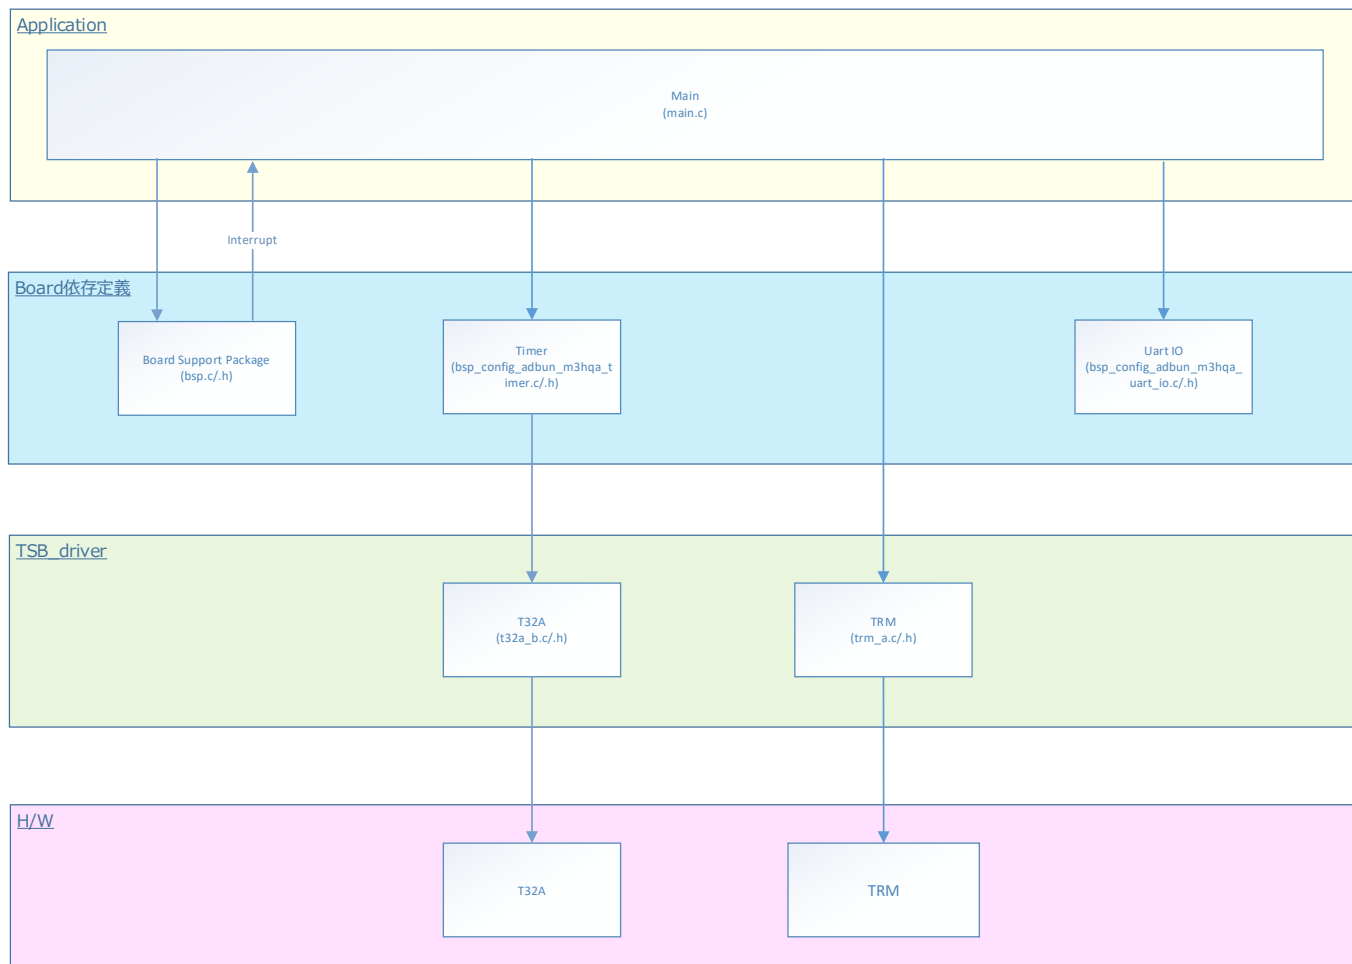 Application
Main
(main.c)
Interrupt
Board依存定義
Board Support Package
(bsp.c/.h)
Timer
(bsp_config_adbun_m3hqa_t
imer.c/.h)
Uart IO
(bsp_config_adbun_m3hqa_
uart_io.c/.h)
TSB_driver
T32A
(t32a_b.c/.h)
TRM
(trm_a.c/.h)
H/W
T32A
TRM